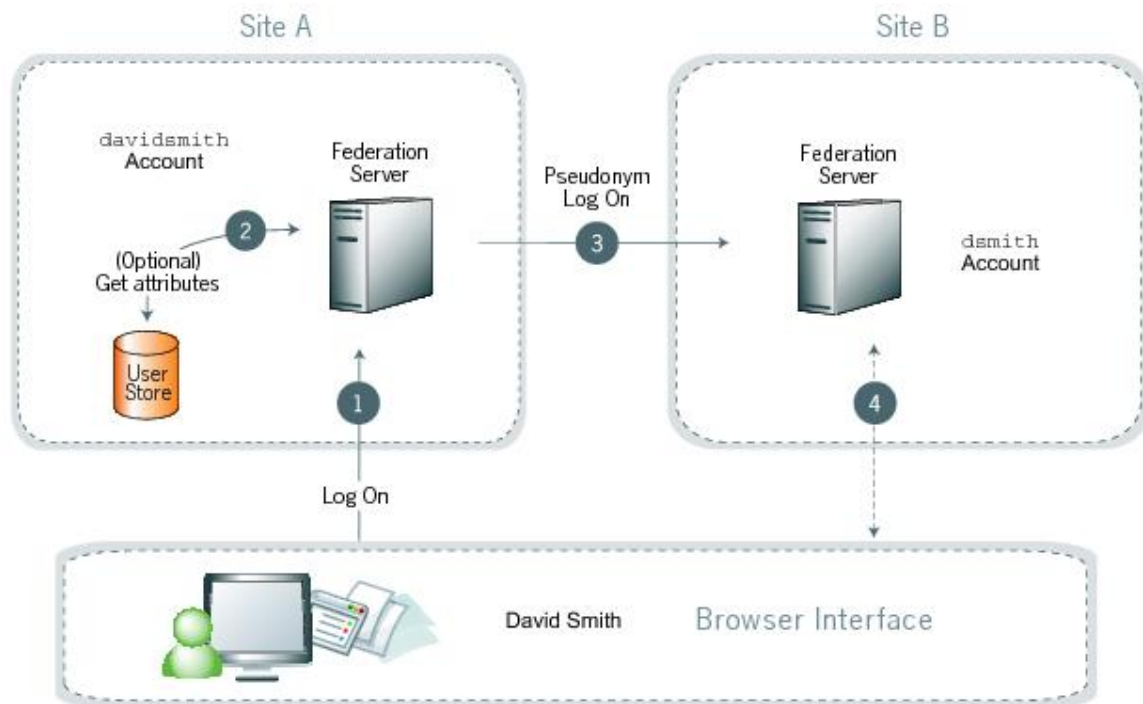 Site A
Site B
davidsmith
Account
Federation
Server
Pseudonym
Log On
Federation
Server
dsmith
Account
2
3
(Optional)
Get attributes
User
Store
1
4
Log On
David Smith
Browser Interface